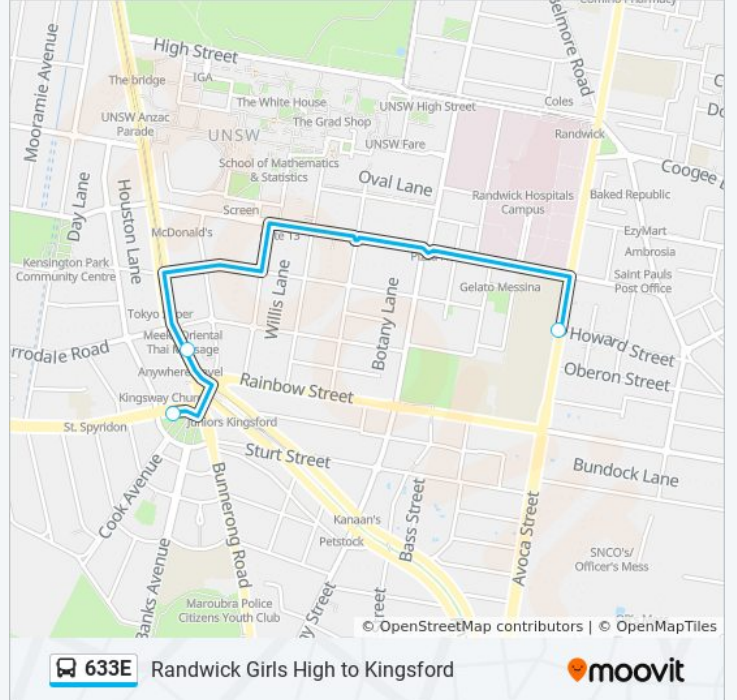 Belmore Road
High Street
Mooramie Avenue
The bridge
IGA
The White House
UNSW High Street
Coles
The Grad Shop
UNSW Anzac
Parade
UNSW
UNSW Fare
Randwick
School of Mathematics
& Statistics
Oval Lane
Coogee
Day Lane
Houston Lane
Randwick Hospitals
Campus
Baked Republic
Screen
McDonald's
EzyMart
Ambrosia
Kensington Park
Community Centre
Saint Pauls
Post Office
Gelato Messina
Willis Lane
Botany Lane
Tokyo
Oriental
Thai
Howard Street
Oberon Street
Rainbow Street
Kingsway
St. Spyridon
Juniors Kingsford
Sturt Street
Bundock Lane
Cook Avenue
Bunnerong Road
Bass Street
Avoca Street
Kanaan's
Petstock
SNCO's/
Officer's Mess
Banks Avenue
Maroubra Police
Citizens Youth Club
Street
© OpenStreetMap contributors | © OpenMapTiles
633E Randwick Girls High to Kingsford moovit